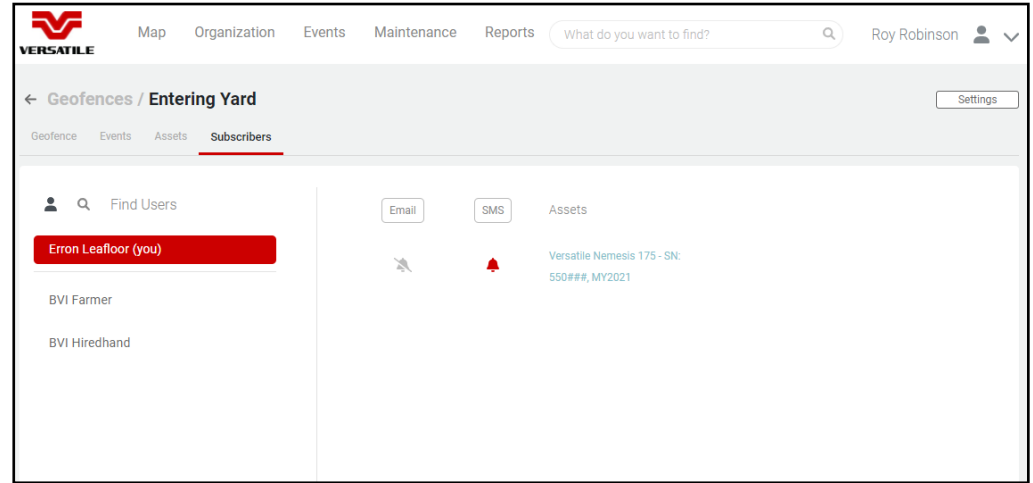 VERSATILE
Map Organization Events Maintenance Reports What do you want to find? Roy Robinson
Geofences / Entering Yard
Settings
Geofence Events Assets Subscribers
Find Users
Email SMS Assets
Erron Leafloor (you)
Versatile Nemesis 175 - SN:
550###, MY2021
BVI Farmer
BVI Hiredhand